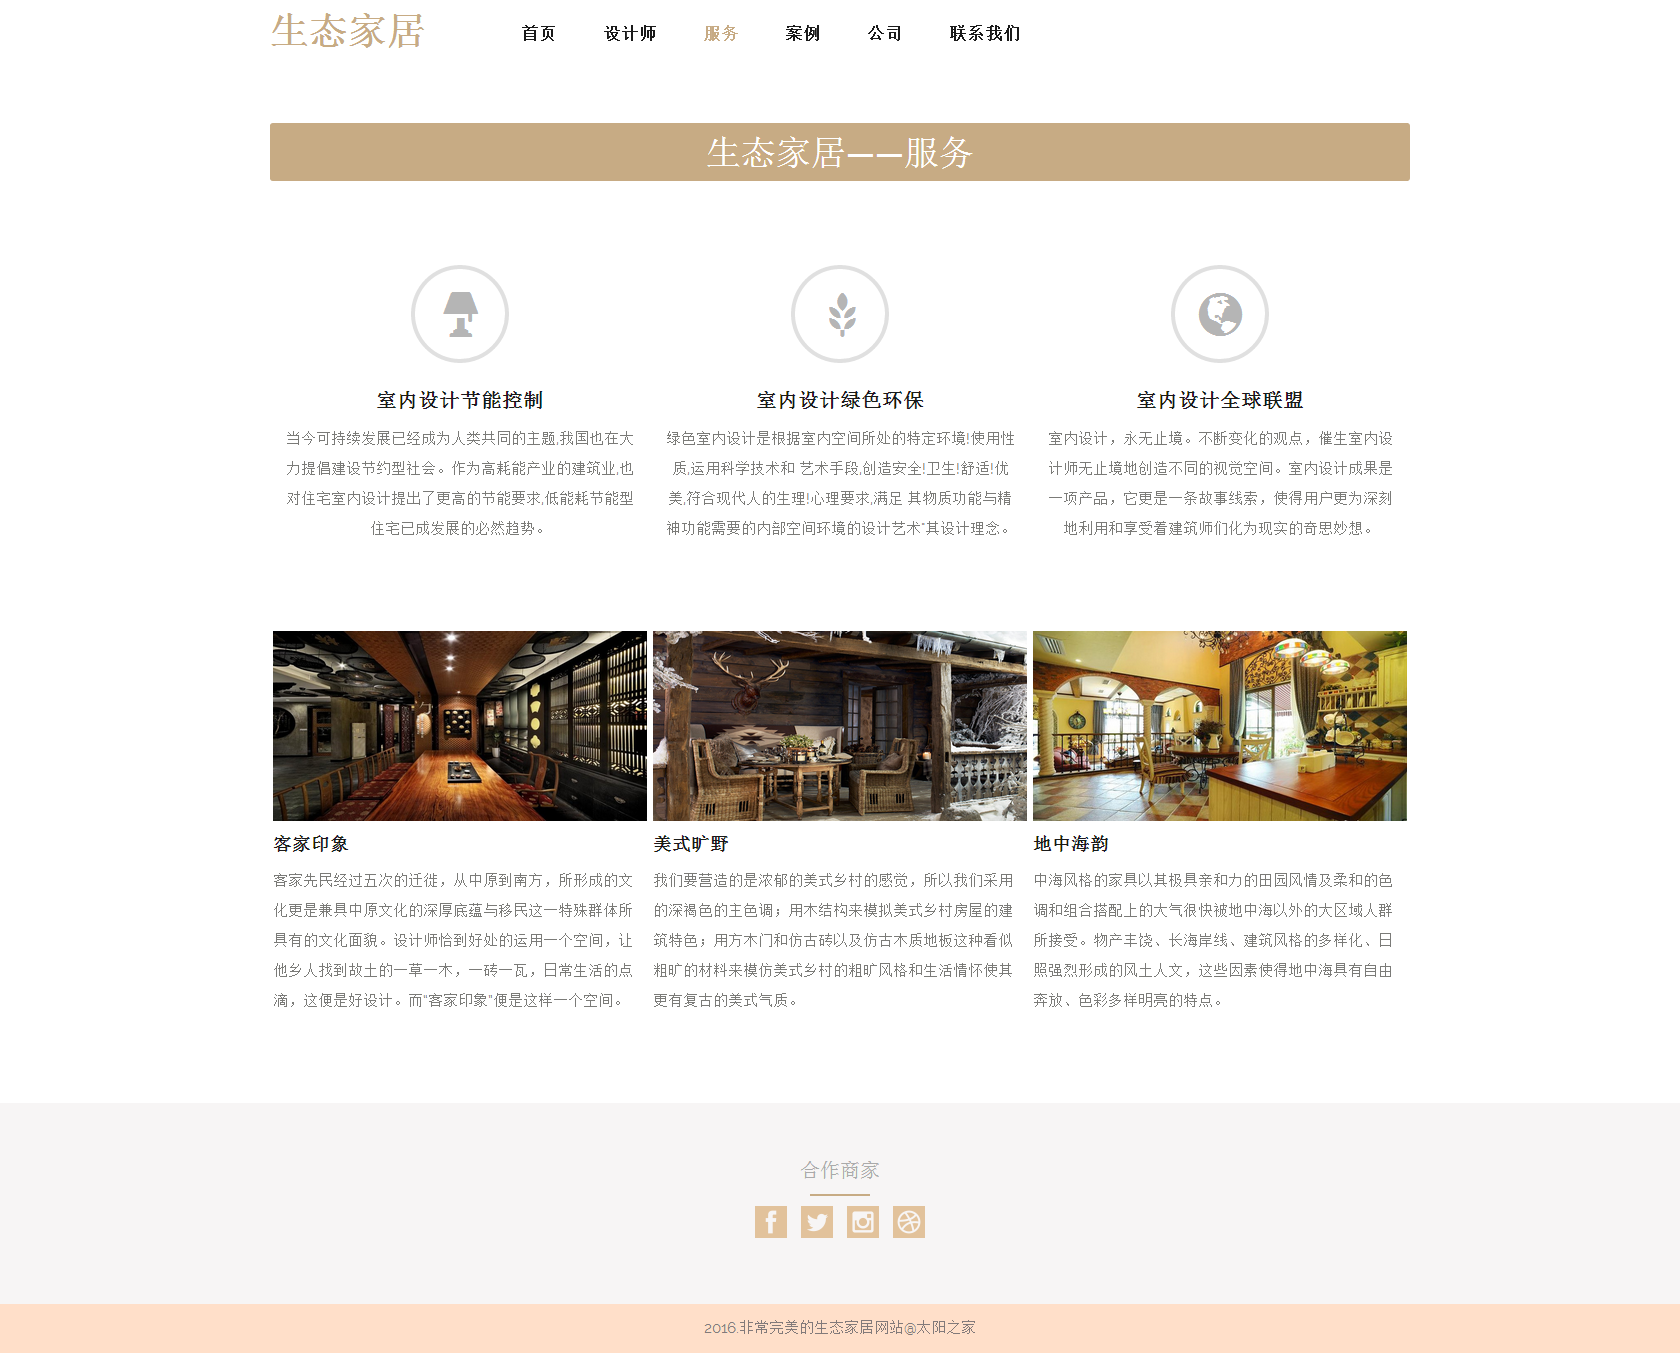 生态家居
首页 设计师 服务 案例 公司 联系我们
生态家居——服务
室内设计节能控制
当今可持续发展已经成为人类共同的主题,我国也在大
力提倡建设节约型社会。作为高耗能产业的建筑业,也
对住宅室内设计提出了更高的节能要求,低能耗节能型
住宅已成发展的必然趋势。
室内设计绿色环保
绿色室内设计是根据室内空间所处的特定环境!使用性
质,运用科学技术和 艺术手段,创造安全!卫生!舒适!优
美,符合现代人的生理!心理要求,满足 其物质功能与精
神功能需要的内部空间环境的设计艺术"其设计理念。
室内设计全球联盟
室内设计，永无止境。不断变化的观点，催生室内设
计师无止境地创造不同的视觉空间。室内设计成果是
一项产品，它更是一条故事线索，使得用户更为深刻
地利用和享受着建筑师们化为现实的奇思妙想。
客家印象
客家先民经过五次的迁徙，从中原到南方，所形成的文
化更是兼具中原文化的深厚底蕴与移民这一特殊群体所
具有的文化面貌。设计师恰到好处的运用一个空间，让
他乡人找到故土的一草一木，一砖一瓦，日常生活的点
滴，这便是好设计。而“客家印象”便是这样一个空间。
美式旷野
我们要营造的是浓郁的美式乡村的感觉，所以我们采用
的深褐色的主色调；用木结构来模拟美式乡村房屋的建
筑特色；用方木门和仿古砖以及仿古木质地板这种看似
粗旷的材料来模仿美式乡村的粗旷风格和生活情怀使其
更有复古的美式气质。
地中海韵
中海风格的家具以其极具亲和力的田园风情及柔和的色
调和组合搭配上的大气很快被地中海以外的大区域人群
所接受。物产丰饶、长海岸线、建筑风格的多样化、日
照强烈形成的风土人文，这些因素使得地中海具有自由
奔放、色彩多样明亮的特点。
合作商家
2016.非常完美的生态家居网站@太阳之家